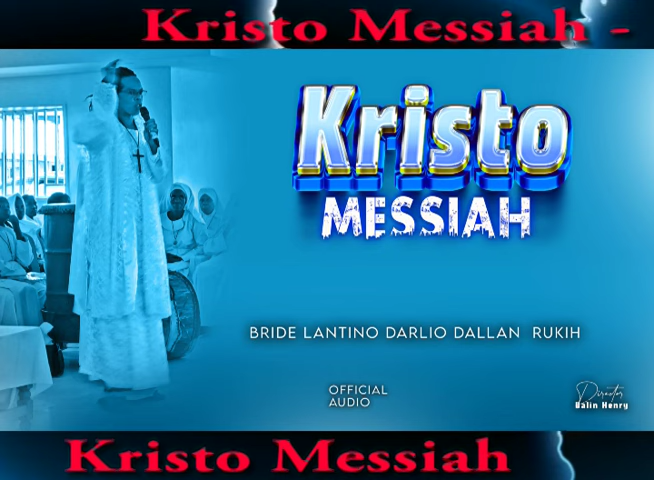 Kristo Messiah -
Kristo
MESSIAH
BRIDE LANTINO DARLIO DALLAN RUKIH
OFFICIAL
AUDIO
Director
Balin Henry
Kristo Messiah